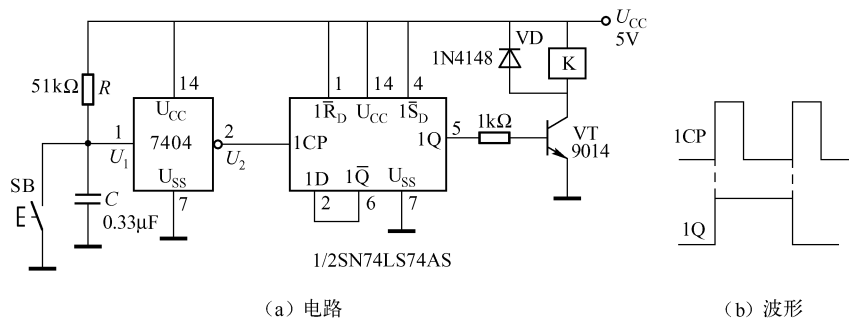 U_CC
5V
VD
1N4148
K
51kΩ R
14
1 14 4
U_CC
1R̅_D U_CC 1S̅_D
1 7404 2
1CP
1Q 5
1kΩ
VT
9014
U_1
U_2
U_SS
1D 1Q̅ U_SS
SB
C
0.33μF
7
2 6 7
1/2SN74LS74AS
1CP
1Q
(a) 电路
(b) 波形